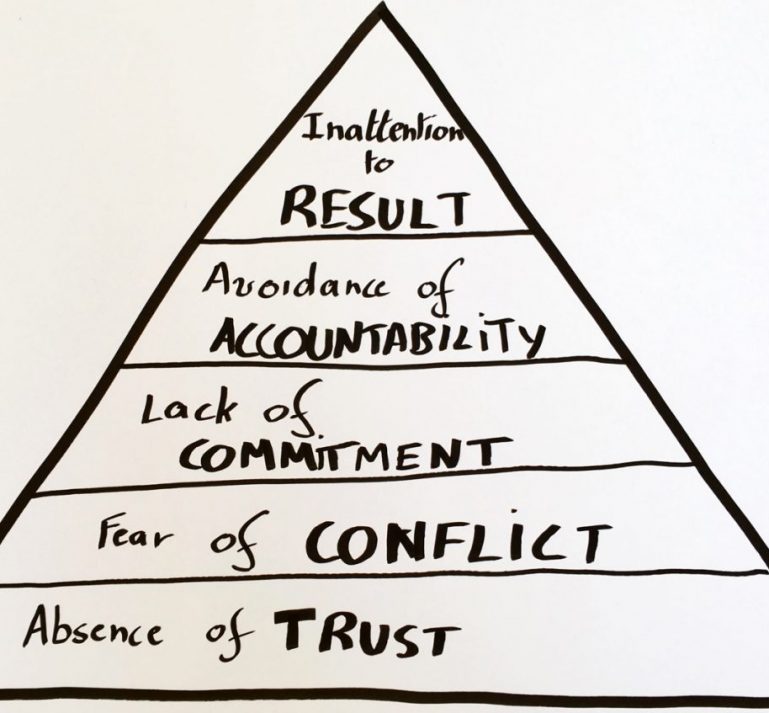 Inattention
to
RESULT
Avoidance of
ACCOUNTABILITY
Lack of
COMMITMENT
Fear of CONFLICT
Absence of TRUST